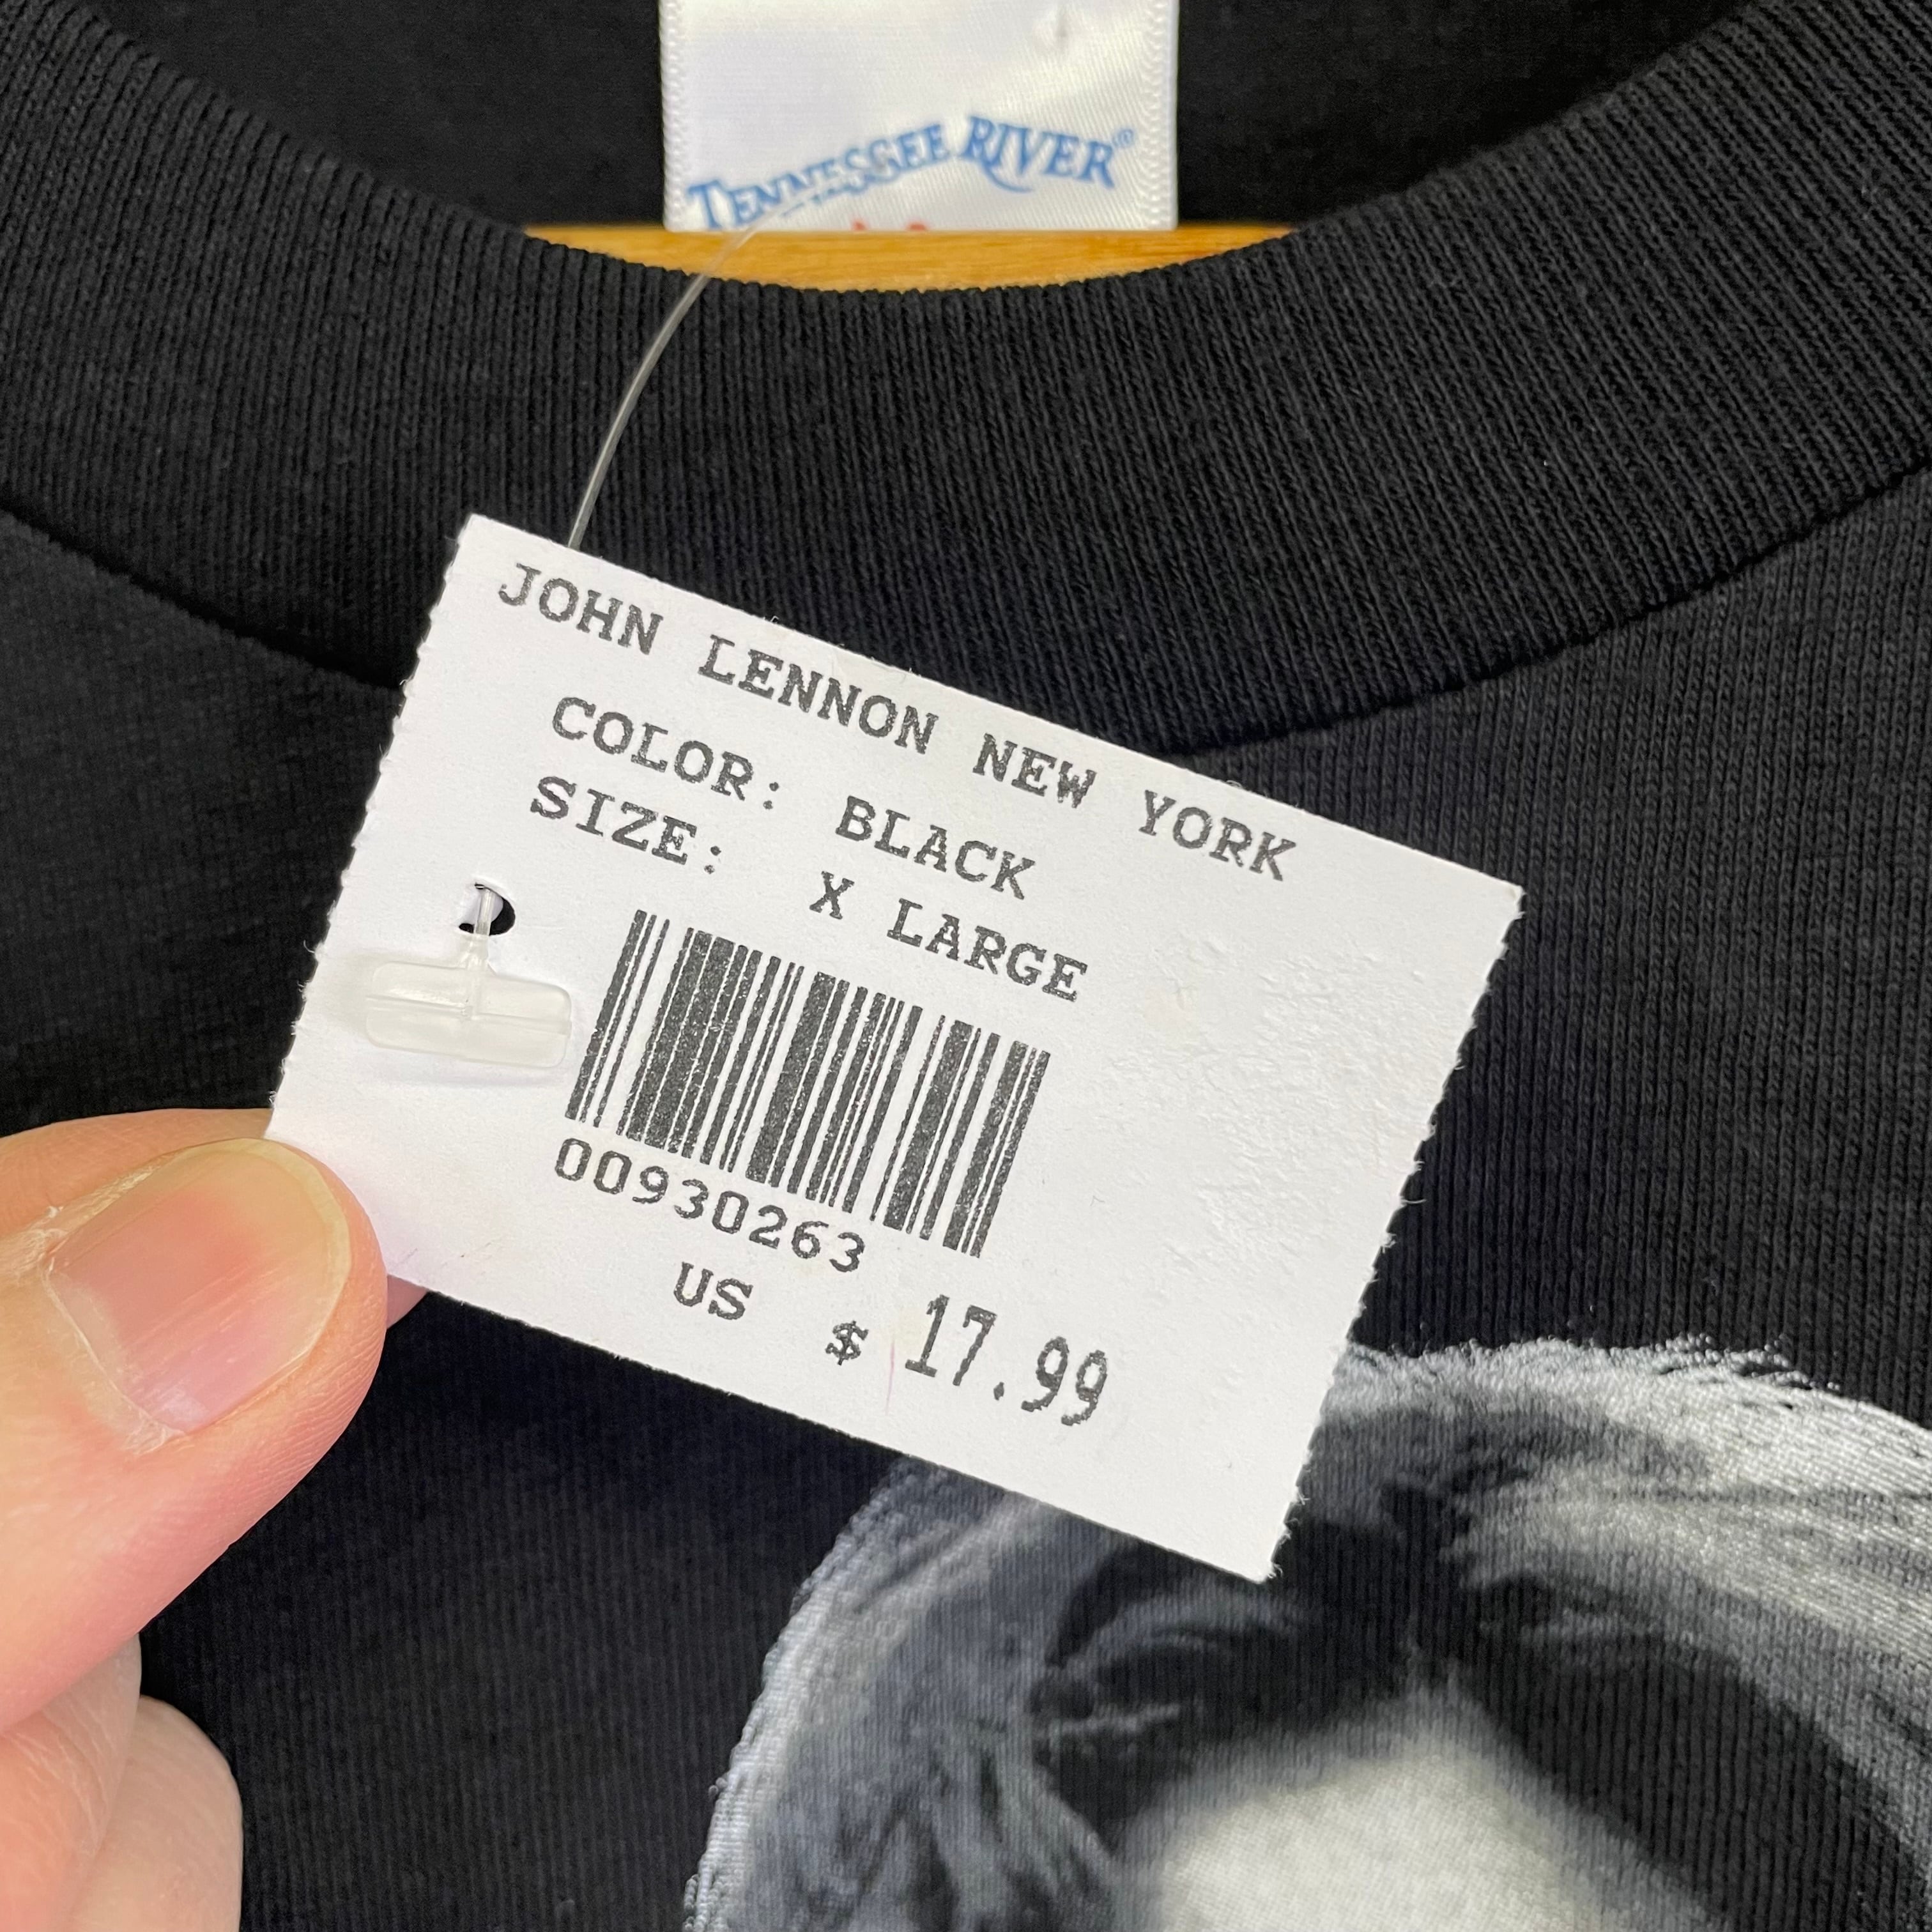 TENNESSEE RIVER®
JOHN LENNON NEW YORK
COLOR: BLACK
SIZE: X LARGE
00930263
US $ 17.99